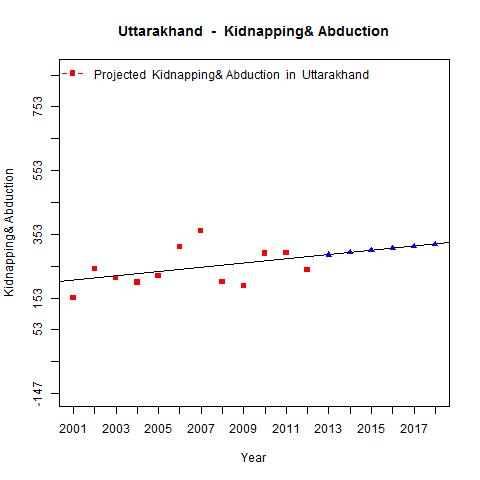 Uttarakhand - Kidnapping& Abduction
Projected Kidnapping& Abduction in Uttarakhand
Kidnapping& Abduction
753
553
353
153
53
-147
2001 2003 2005 2007 2009 2011 2013 2015 2017
Year